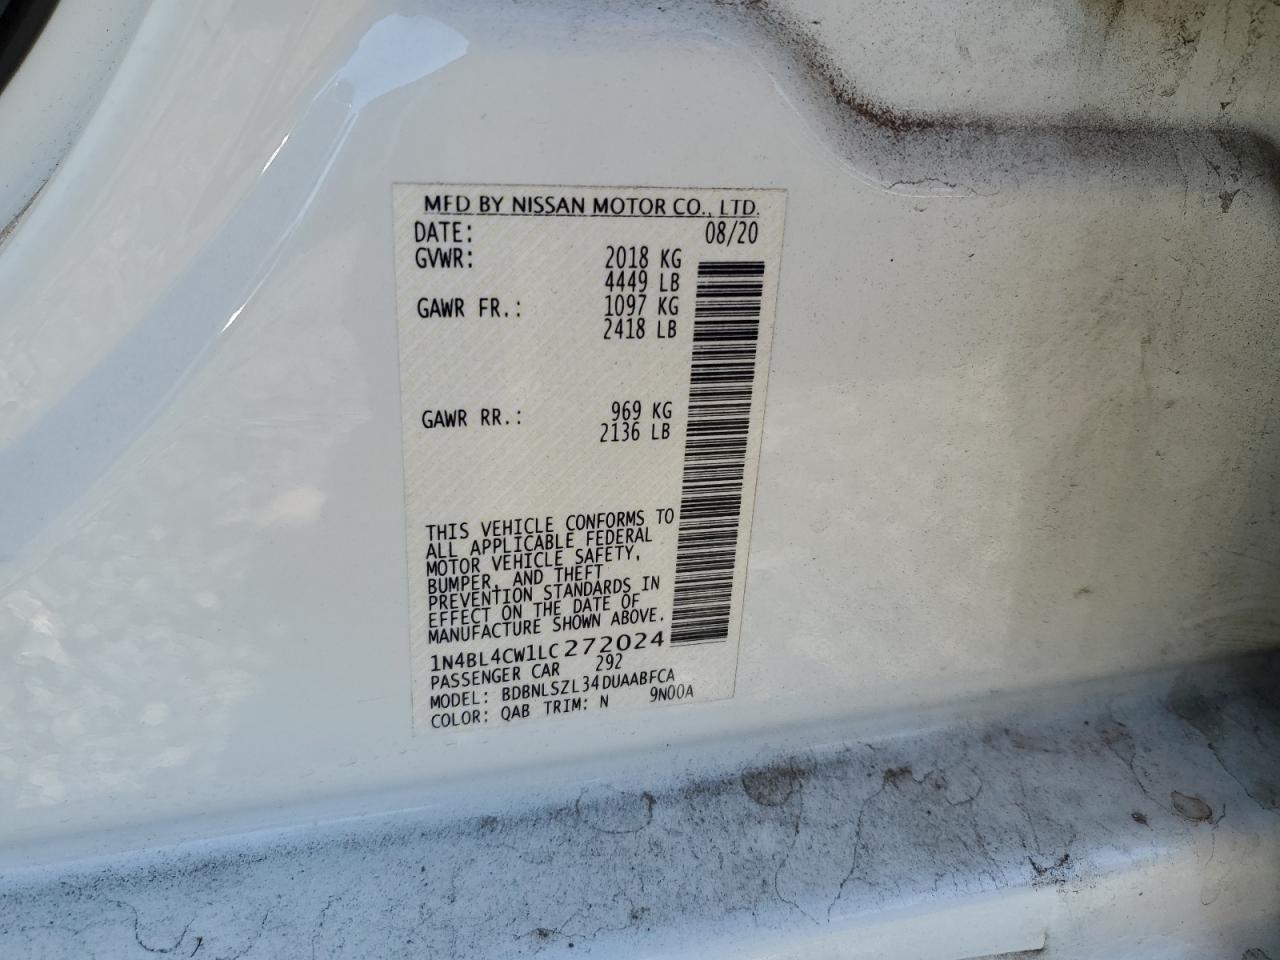 MFD BY NISSAN MOTOR CO., LTD.
DATE: 08/20
GVWR: 2018 KG
4449 LB
GAWR FR.: 1097 KG
2418 LB
GAWR RR.: 969 KG
2136 LB
THIS VEHICLE CONFORMS TO
ALL APPLICABLE FEDERAL
MOTOR VEHICLE SAFETY,
BUMPER, AND THEFT
PREVENTION STANDARDS IN
EFFECT ON THE DATE OF
MANUFACTURE SHOWN ABOVE.
1N4BL4CW1LC272024
PASSENGER CAR 292
MODEL: BDBNLSZL34DUAABFCA
COLOR: QAB TRIM: N 9N00A